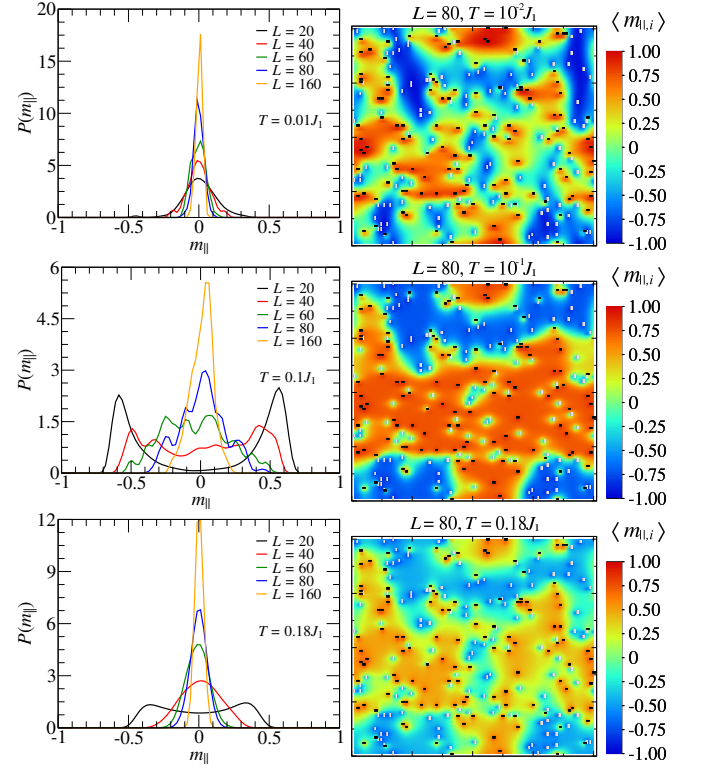 L = 80, T = 10⁻²J₁
⟨ m∥,i ⟩
20
15
10
5
0
P(m∥)
L = 20
L = 40
L = 60
L = 80
L = 160
T = 0.01J₁
-1 -0.5 0 0.5 1
m∥
1.00
0.75
0.50
0.25
0
-0.25
-0.50
-0.75
-1.00
L = 80, T = 10⁻¹J₁
⟨ m∥,i ⟩
6
4.5
3
1.5
0
P(m∥)
L = 20
L = 40
L = 60
L = 80
L = 160
T = 0.1J₁
-1 -0.5 0 0.5 1
m∥
1.00
0.75
0.50
0.25
0
-0.25
-0.50
-0.75
-1.00
L = 80, T = 0.18J₁
⟨ m∥,i ⟩
12
9
6
3
0
P(m∥)
L = 20
L = 40
L = 60
L = 80
L = 160
T = 0.18J₁
-1 -0.5 0 0.5 1
m∥
1.00
0.75
0.50
0.25
0
-0.25
-0.50
-0.75
-1.00